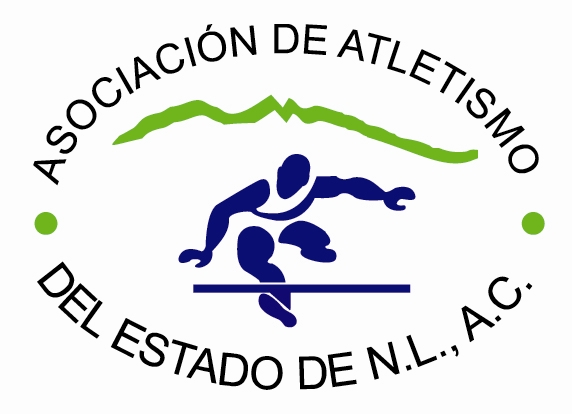 ASOCIACIÓN DE ATLETISMO
DEL ESTADO DE N.L., A.C.